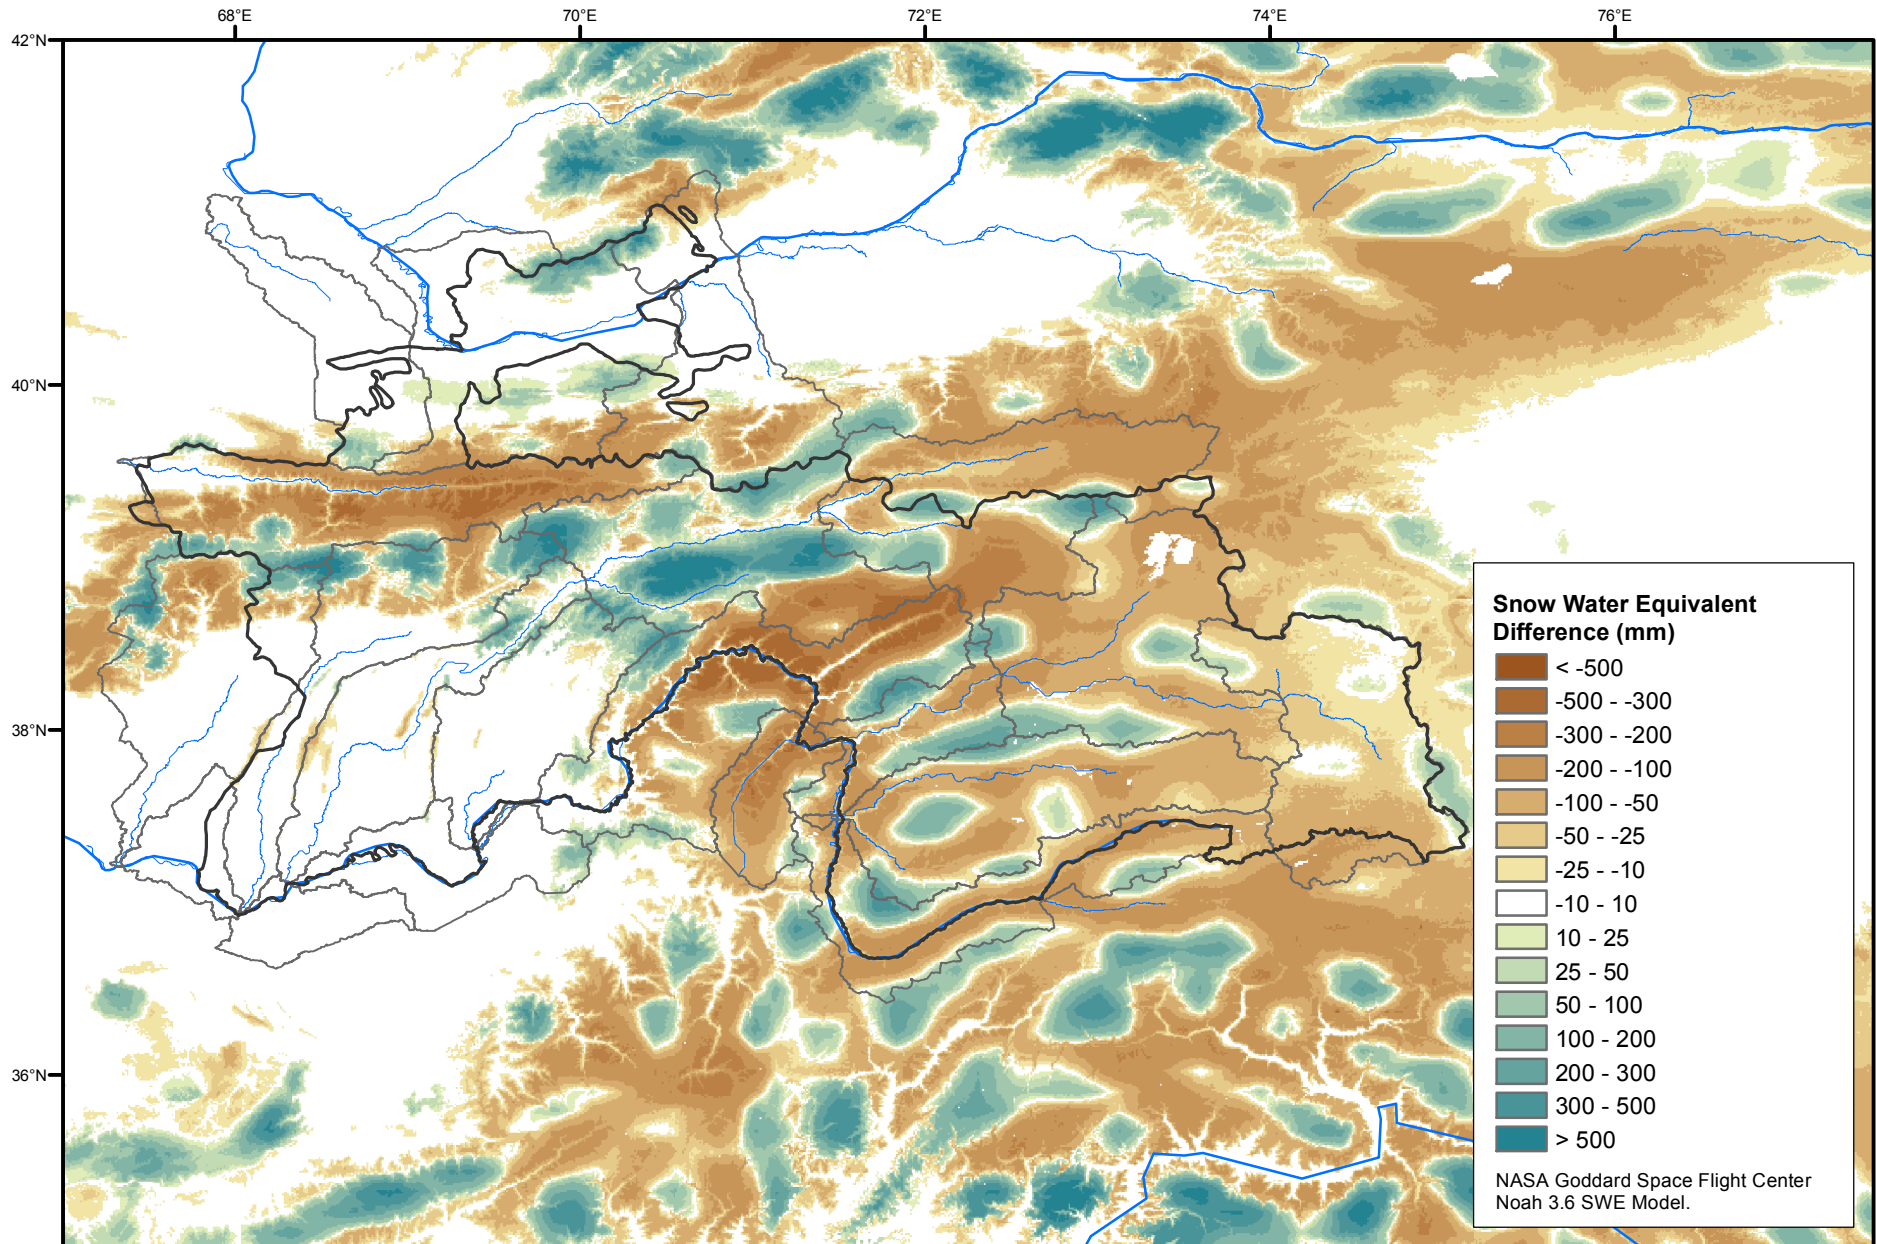 68°E 70°E 72°E 74°E 76°E
42°N
40°N
38°N
36°N
Snow Water Equivalent
Difference (mm)
< -500
-500 - -300
-300 - -200
-200 - -100
-100 - -50
-50 - -25
-25 - -10
-10 - 10
10 - 25
25 - 50
50 - 100
100 - 200
200 - 300
300 - 500
> 500
NASA Goddard Space Flight Center
Noah 3.6 SWE Model.